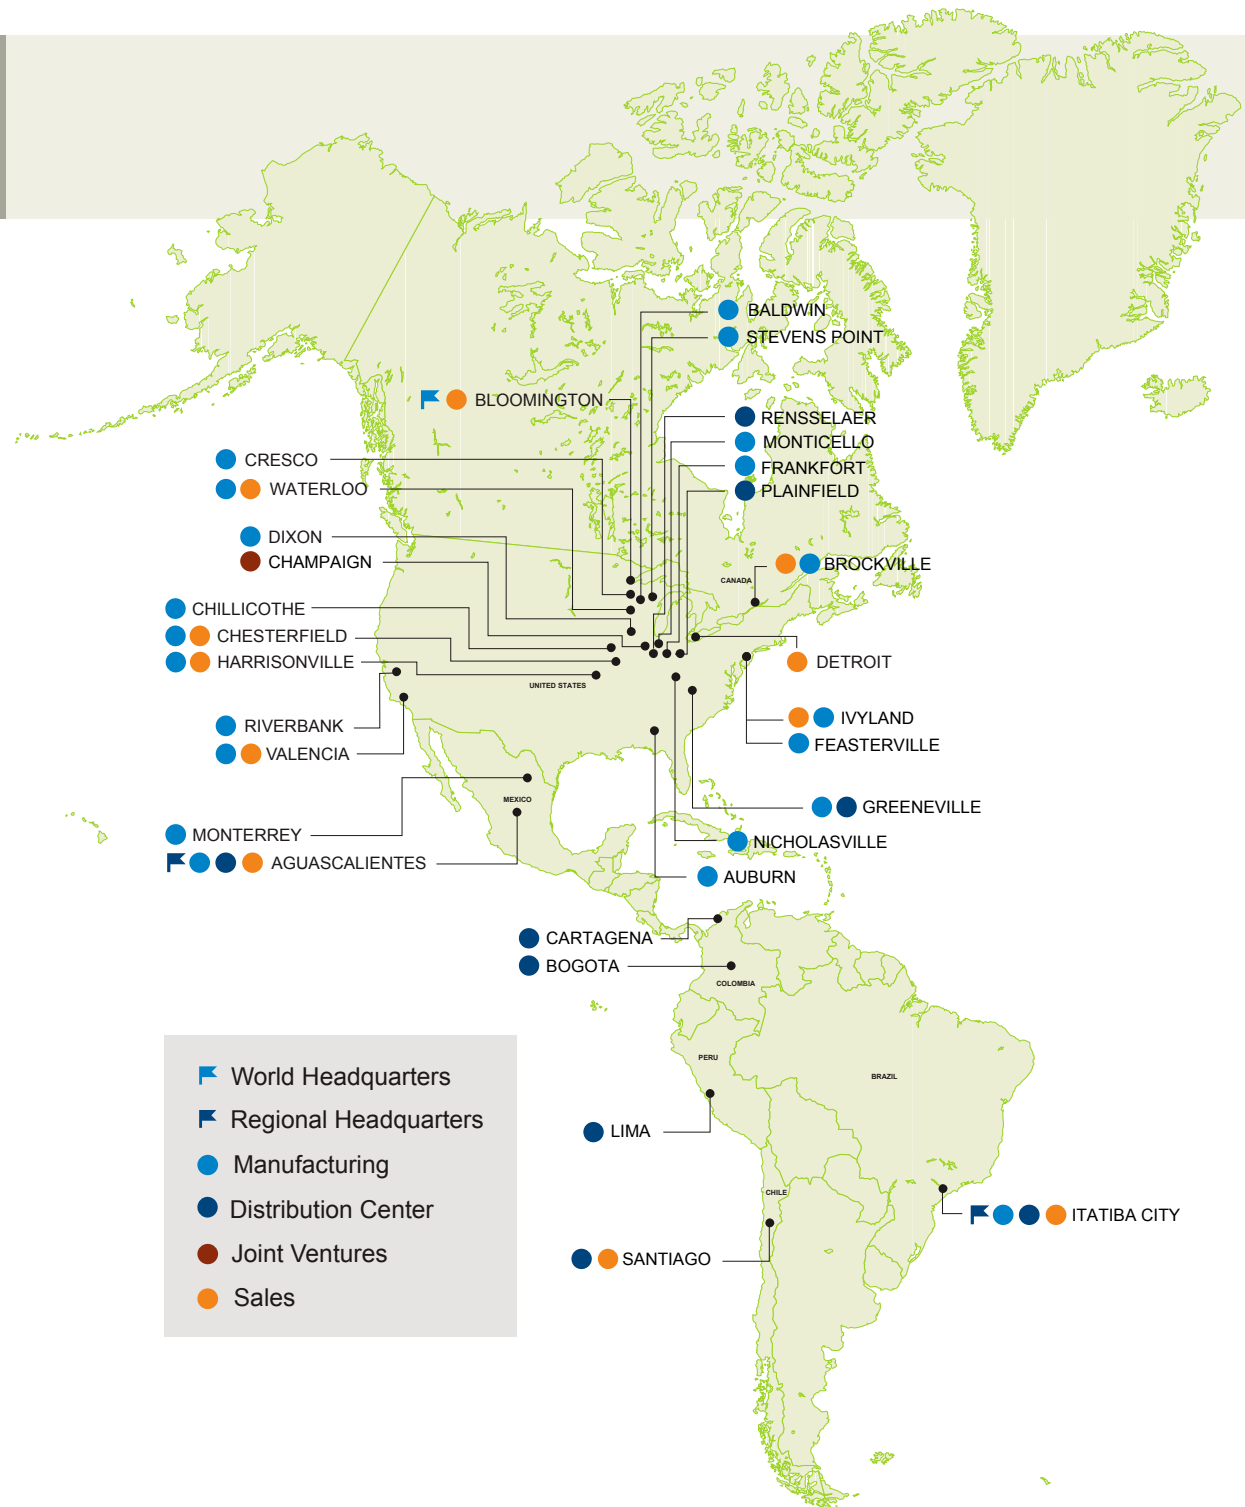 BALDWIN
STEVENS POINT
BLOOMINGTON
RENSSELAER
MONTICELLO
FRANKFORT
PLAINFIELD
CRESCO
WATERLOO
DIXON
CHAMPAIGN
BROCKVILLE
CANADA
CHILLICOTHE
CHESTERFIELD
HARRISONVILLE
DETROIT
UNITED STATES
RIVERBANK
VALENCIA
IVYLAND
FEASTERVILLE
MEXICO
GREENEVILLE
MONTERREY
NICHOLASVILLE
AGUASCALIENTES
AUBURN
CARTAGENA
BOGOTA
COLOMBIA
PERU
BRAZIL
LIMA
CHILE
ITATIBA CITY
SANTIAGO
World Headquarters
Regional Headquarters
Manufacturing
Distribution Center
Joint Ventures
Sales